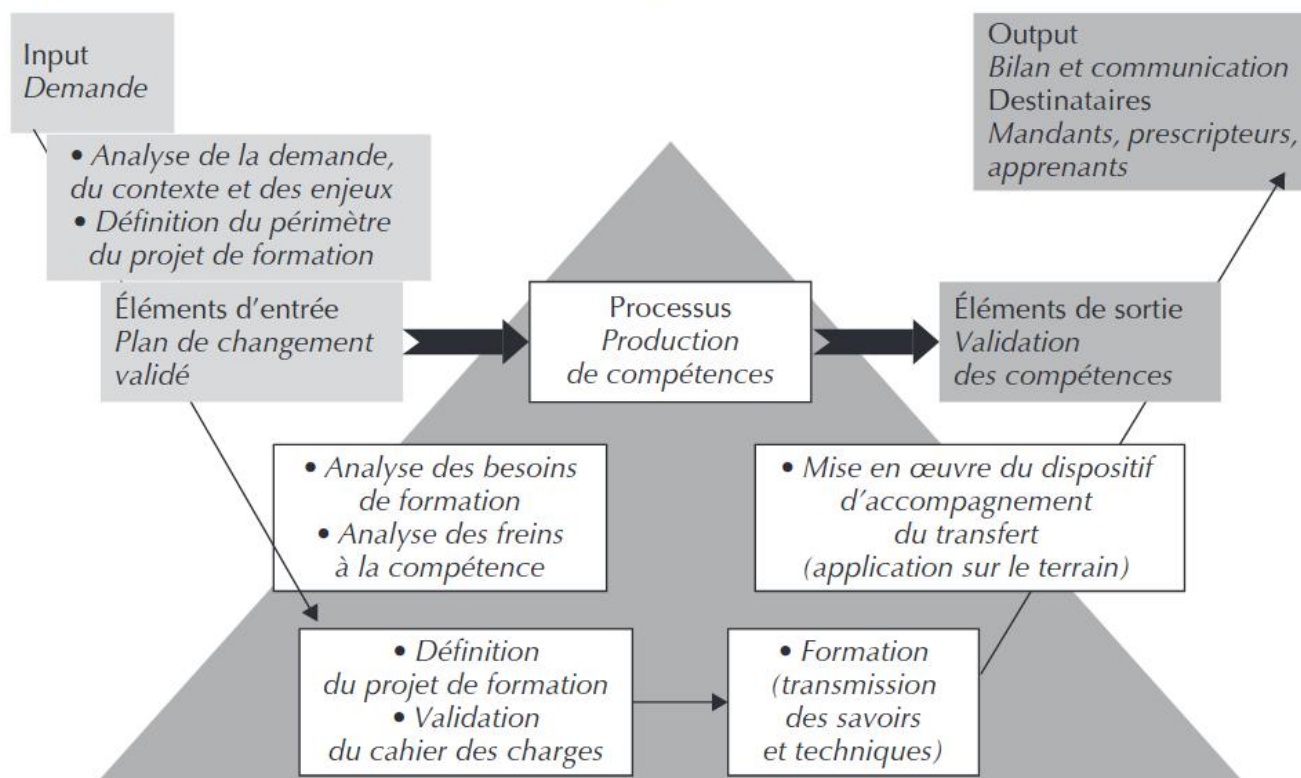 Input
Demande
• Analyse de la demande,
du contexte et des enjeux
• Définition du périmètre
du projet de formation
Éléments d'entrée
Plan de changement
validé
Processus
Production
de compétences
Éléments de sortie
Validation
des compétences
Output
Bilan et communication
Destinataires
Mandants, prescripteurs,
apprenants
• Analyse des besoins
de formation
• Analyse des freins
à la compétence
• Mise en œuvre du dispositif
d'accompagnement
du transfert
(application sur le terrain)
• Définition
du projet de formation
• Validation
du cahier des charges
• Formation
(transmission
des savoirs
et techniques)